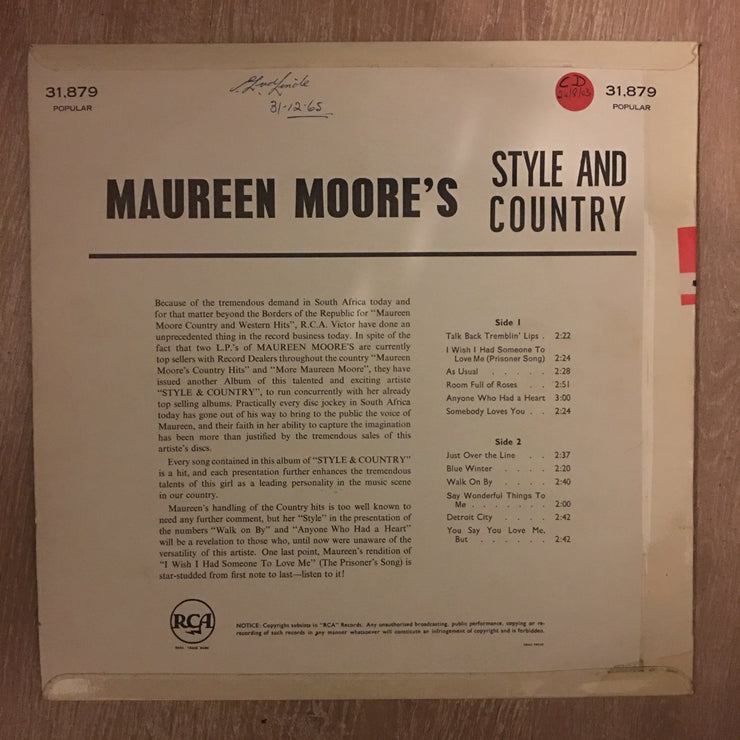 31,879
POPULAR
31-12-65
CD
31,879
POPULAR
MAUREEN MOORE'S
STYLE AND
COUNTRY
Because of the tremendous demand in South Africa today and
for that matter beyond the Borders of the Republic for "Maureen
Moore Country and Western Hits", R.C.A. Victor have done an
unprecedented thing in the record business today. In spite of the
fact that two L.P.'s of MAUREEN MOORE'S are currently
top sellers with Record Dealers throughout the country "Maureen
Moore's Country Hits" and "More Maureen Moore", they have
issued another Album of this talented and exciting artiste
"STYLE & COUNTRY", to run concurrently with her already
top selling albums. Practically every disc jockey in South Africa
today has gone out of his way to bring to the public the voice of
Maureen, and their faith in her ability to capture the imagination
has been more than justified by the tremendous sales of this
artiste's discs.
Every song contained in this album of "STYLE & COUNTRY"
is a hit, and each presentation further enhances the tremendous
talents of this girl as a leading personality in the music scene
in our country.
Maureen's handling of the Country hits is too well known to
need any further comment, but her "Style" in the presentation of
the numbers "Walk on By" and "Anyone Who Had a Heart"
will be a revelation to those who, until now were unaware of the
versatility of this artiste. One last point, Maureen's rendition of
"I Wish I Had Someone To Love Me" (The Prisoner's Song) is
star-studded from first note to last—listen to it!
Side 1
Talk Back Tremblin' Lips . 2:22
I Wish I Had Someone To
Love Me (Prisoner Song) 2:24
As Usual . . . . . 2:28
Room Full of Roses . . 2:51
Anyone Who Had a Heart 3:00
Somebody Loves You . . 2:24
Side 2
Just Over the Line . . 2:37
Blue Winter . . . . 2:20
Walk On By . . . . 2:40
Say Wonderful Things To
Me . . . . . . . 2:00
Detroit City . . . . 2:42
You Say You Love Me,
But . . . . . . 2:42
RCA
NOTICE: Copyright subsists in "RCA" Records. Any unauthorised broadcasting, public performance, copying or re-
recording of such records in any manner whatsoever will constitute an infringement of copyright and is forbidden.